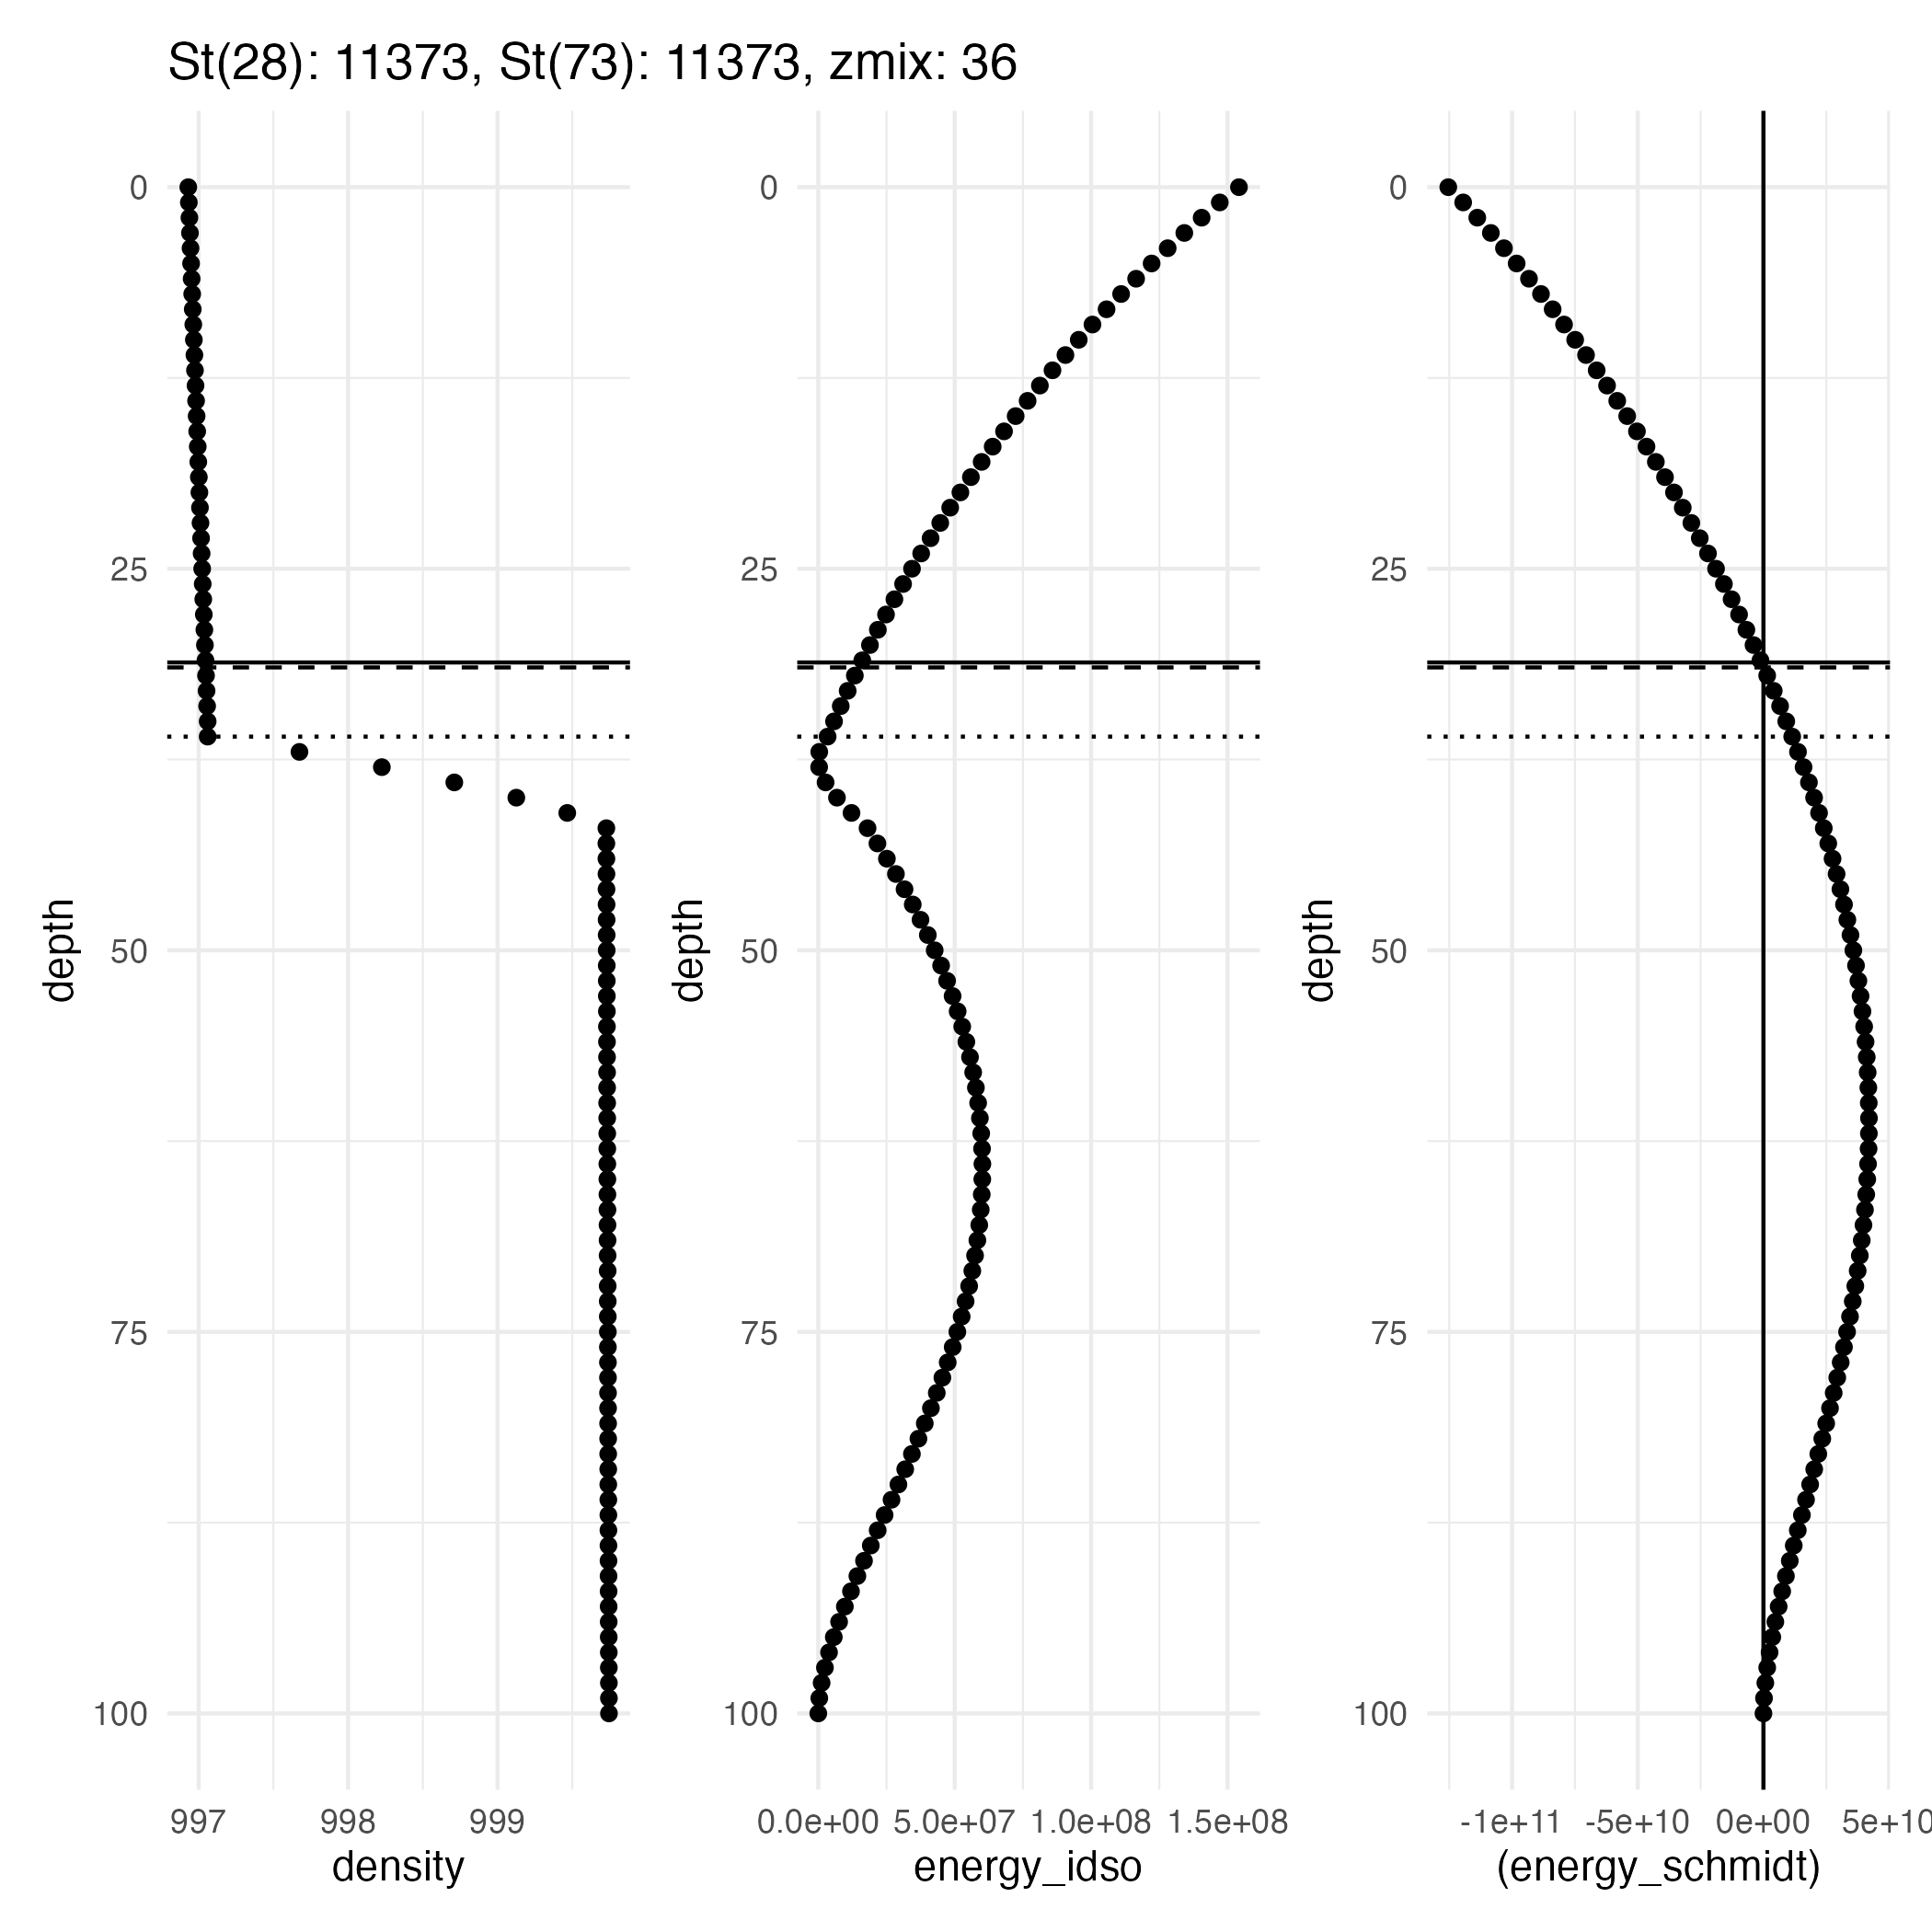 St(28): 11373, St(73): 11373, zmix: 36
0
25
50
75
100
depth
997 998 999
density
0
25
50
75
100
depth
0.0e+00 5.0e+07 1.0e+08 1.5e+08
energy_idso
0
25
50
75
100
depth
-1e+11 -5e+10 0e+00 5e+10
(energy_schmidt)